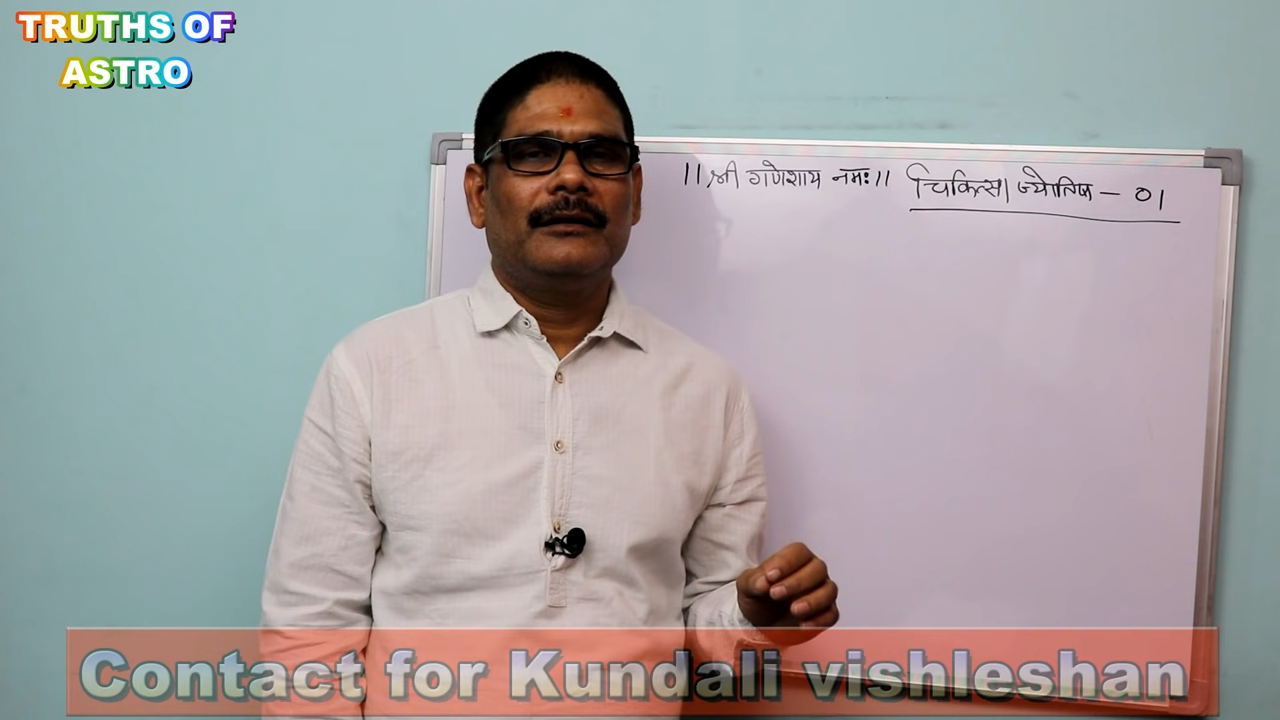 TRUTHS OF
ASTRO
।। श्री गणेशाय नमः ।। चिकित्सा ज्योतिष - 01
Contact for Kundali vishleshan